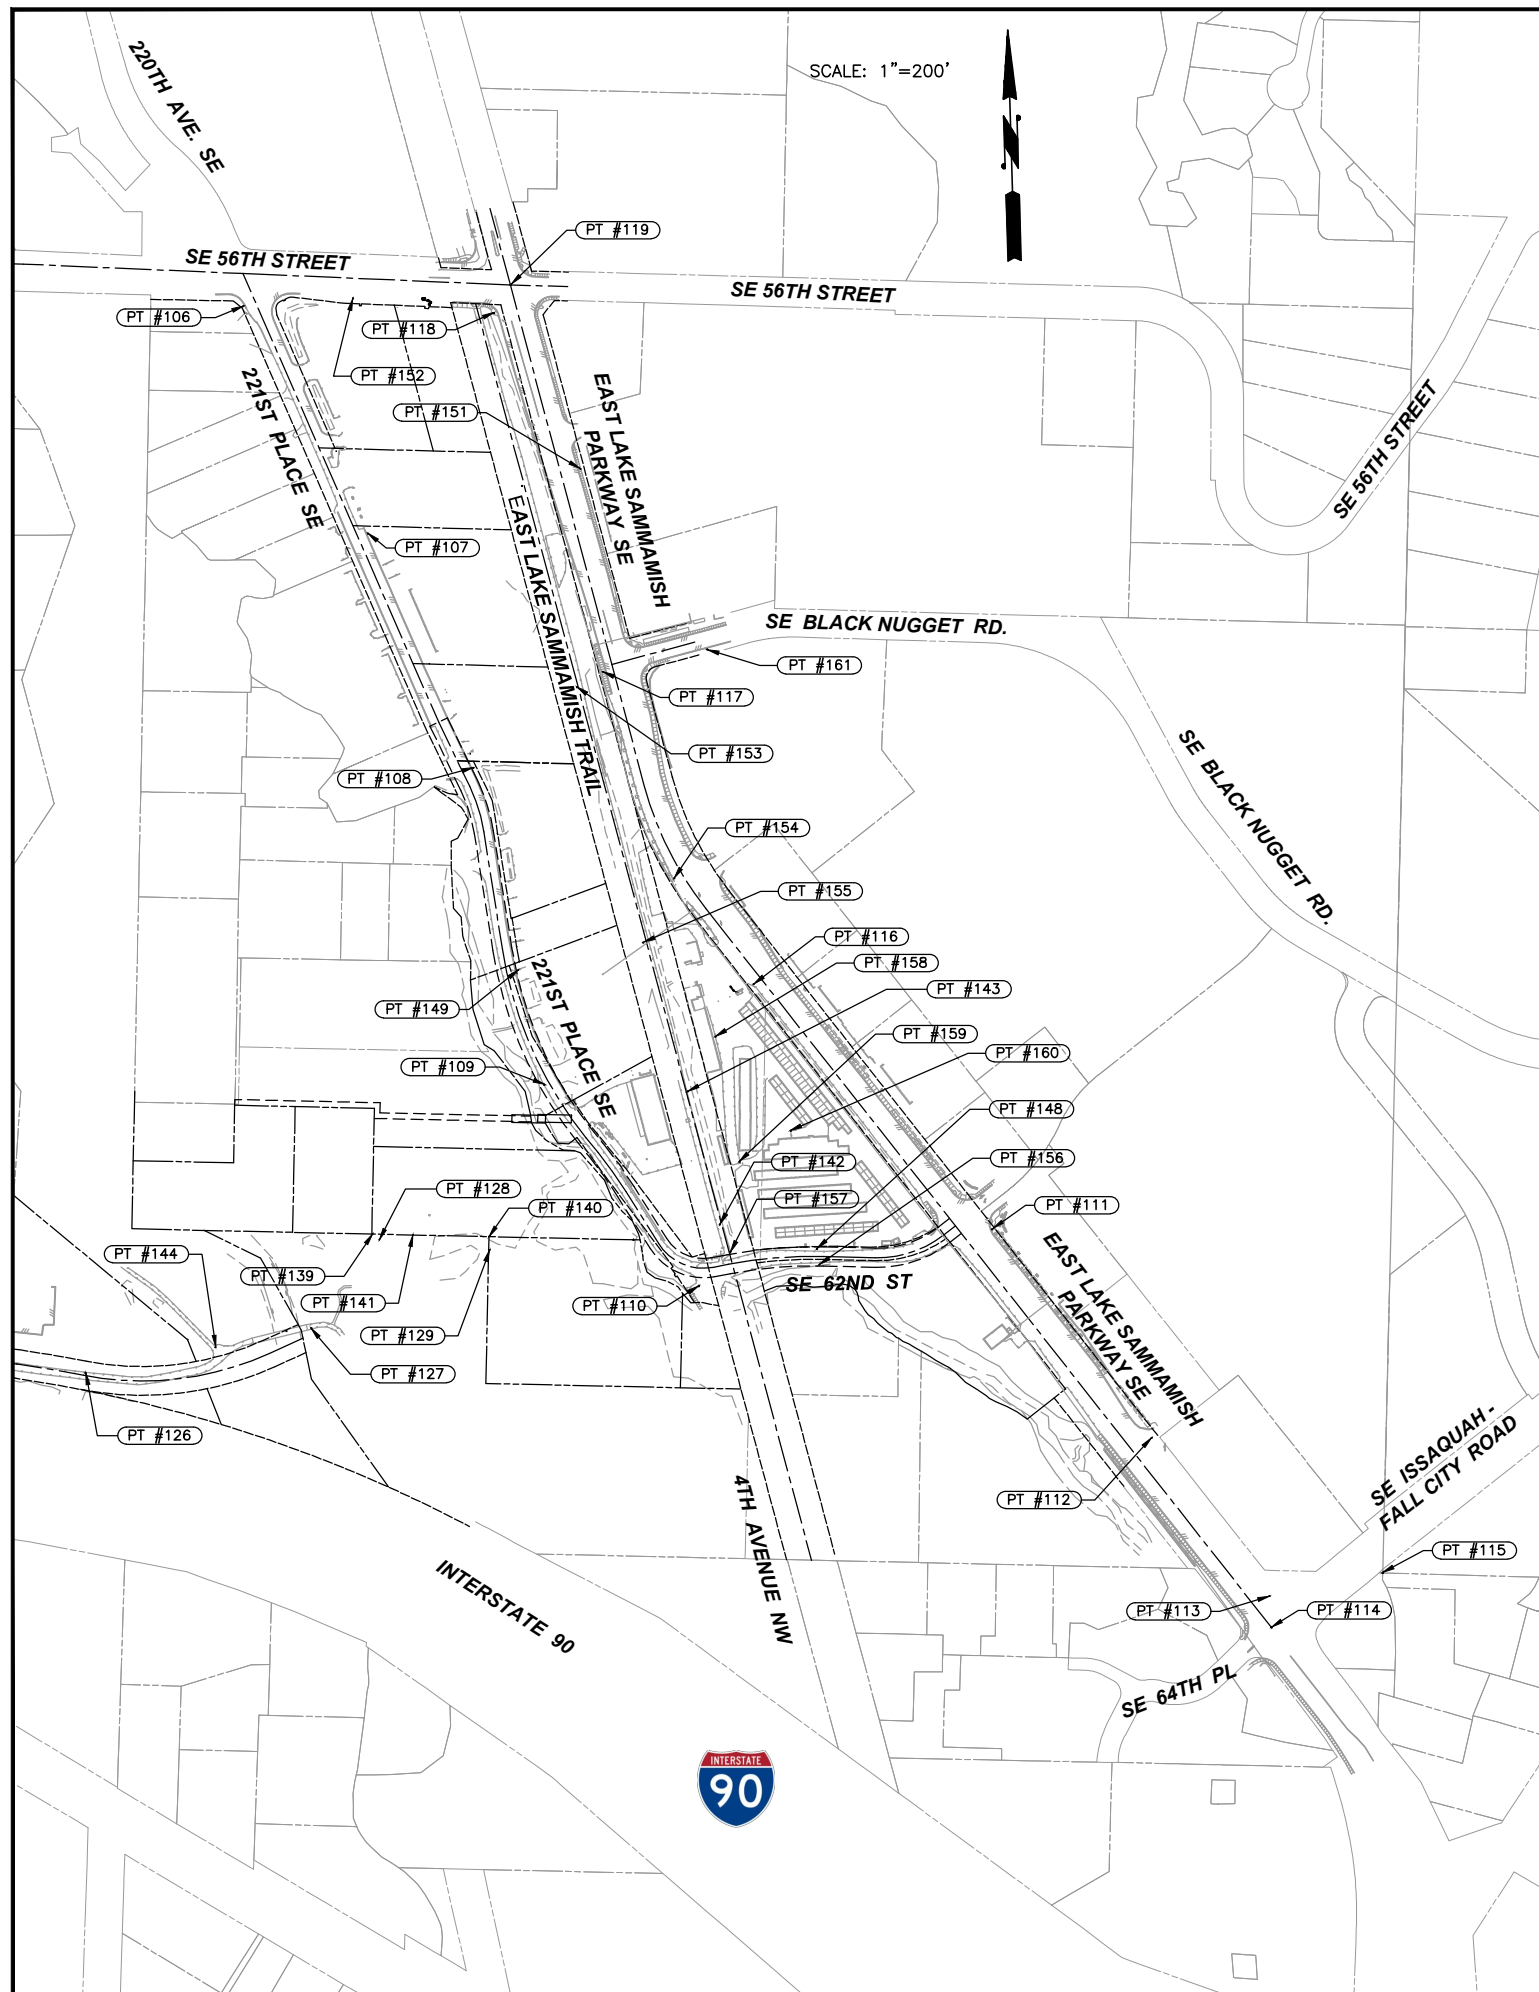 SCALE: 1"=200'
220TH AVE. SE
PT #119
SE 56TH STREET
SE 56TH STREET
PT #106
PT #118
PT #152
PT #151
221ST PLACE SE
EAST LAKE SAMMAMISH
PARKWAY SE
SE 56TH STREET
PT #107
EAST LAKE SAMMAMISH TRAIL
SE BLACK NUGGET RD.
PT #161
PT #117
PT #153
PT #108
SE BLACK NUGGET RD.
PT #154
PT #155
PT #116
PT #158
PT #143
PT #149
221ST PLACE SE
PT #159
PT #160
PT #109
PT #148
PT #156
PT #142
PT #128
PT #157
PT #140
PT #111
PT #144
PT #139
PT #141
PT #110
SE 62ND ST
EAST LAKE SAMMAMISH
PARKWAY SE
PT #129
PT #127
PT #126
SE ISSAQUAH -
FALL CITY ROAD
PT #112
4TH AVENUE NW
PT #115
INTERSTATE 90
PT #113
PT #114
SE 64TH PL
INTERSTATE
90
N